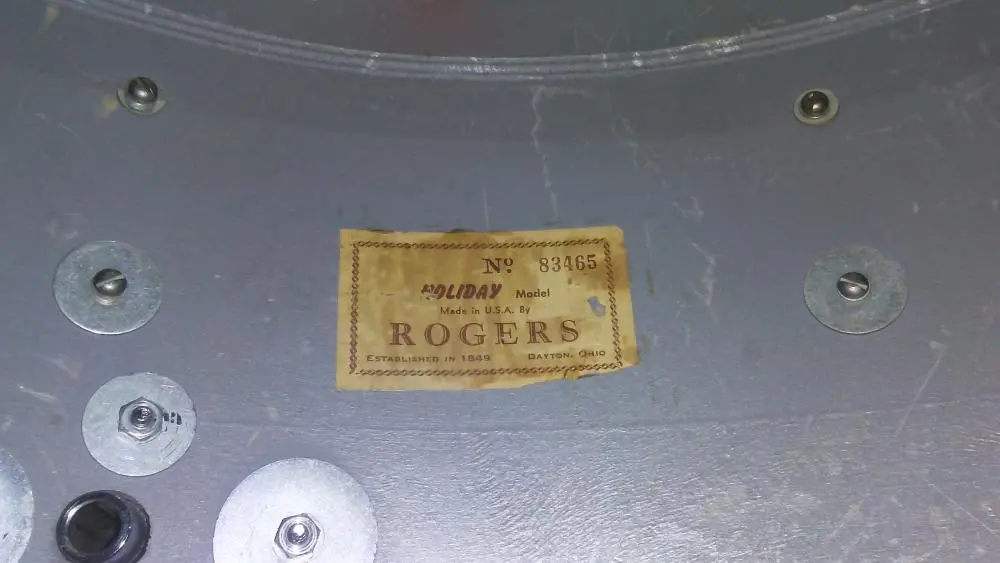 Nº 83465
HOLIDAY Model
Made in U.S.A. By
ROGERS
ESTABLISHED IN 1849 DAYTON, OHIO